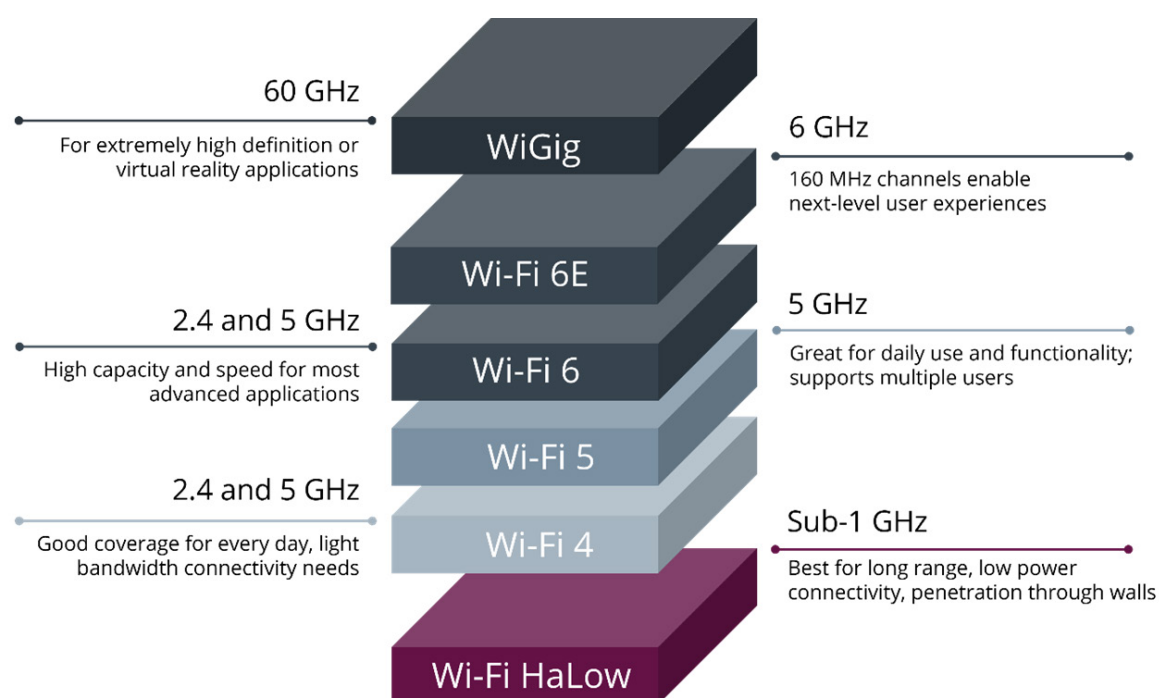 60 GHz
For extremely high definition or
virtual reality applications
WiGig
6 GHz
160 MHz channels enable
next-level user experiences
Wi-Fi 6E
2.4 and 5 GHz
High capacity and speed for most
advanced applications
Wi-Fi 6
5 GHz
Great for daily use and functionality;
supports multiple users
Wi-Fi 5
2.4 and 5 GHz
Good coverage for every day, light
bandwidth connectivity needs
Wi-Fi 4
Sub-1 GHz
Best for long range, low power
connectivity, penetration through walls
Wi-Fi HaLow